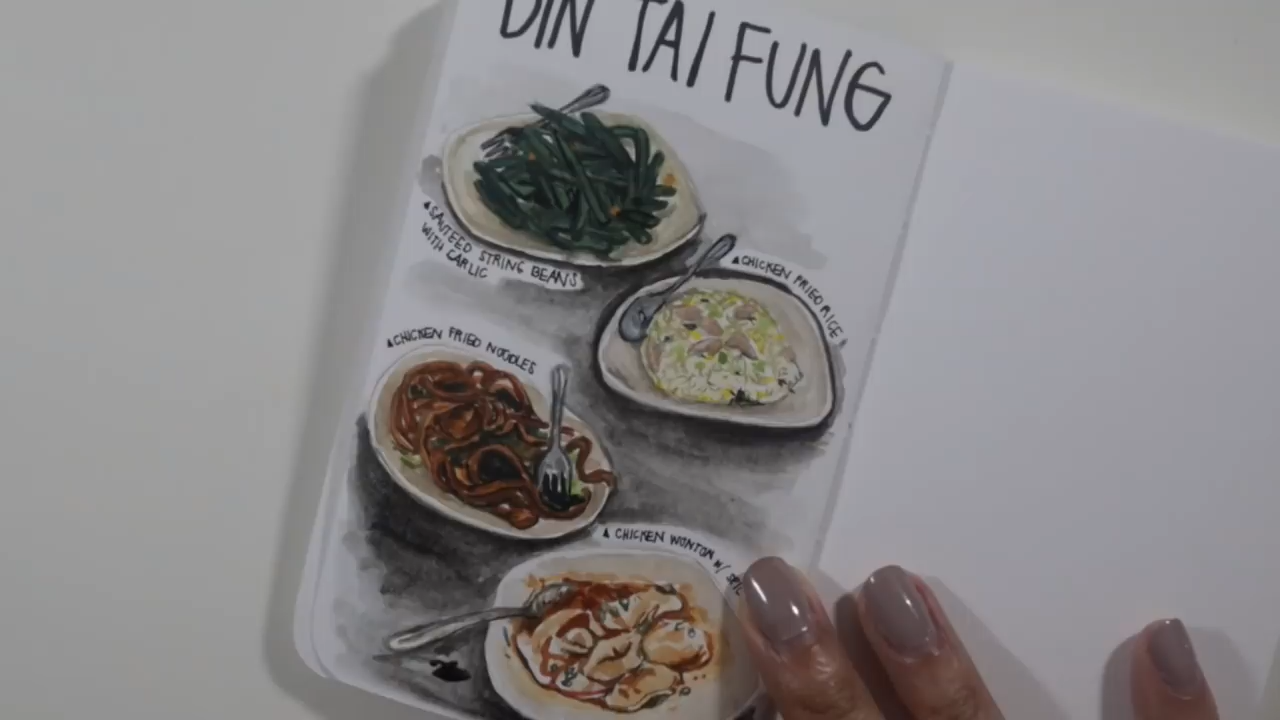 DIN TAI FUNG
SAUTEED STRING BEANS
WITH GARLIC
CHICKEN FRIED RICE
CHICKEN FRIED NOODLES
CHICKEN WONTON W/